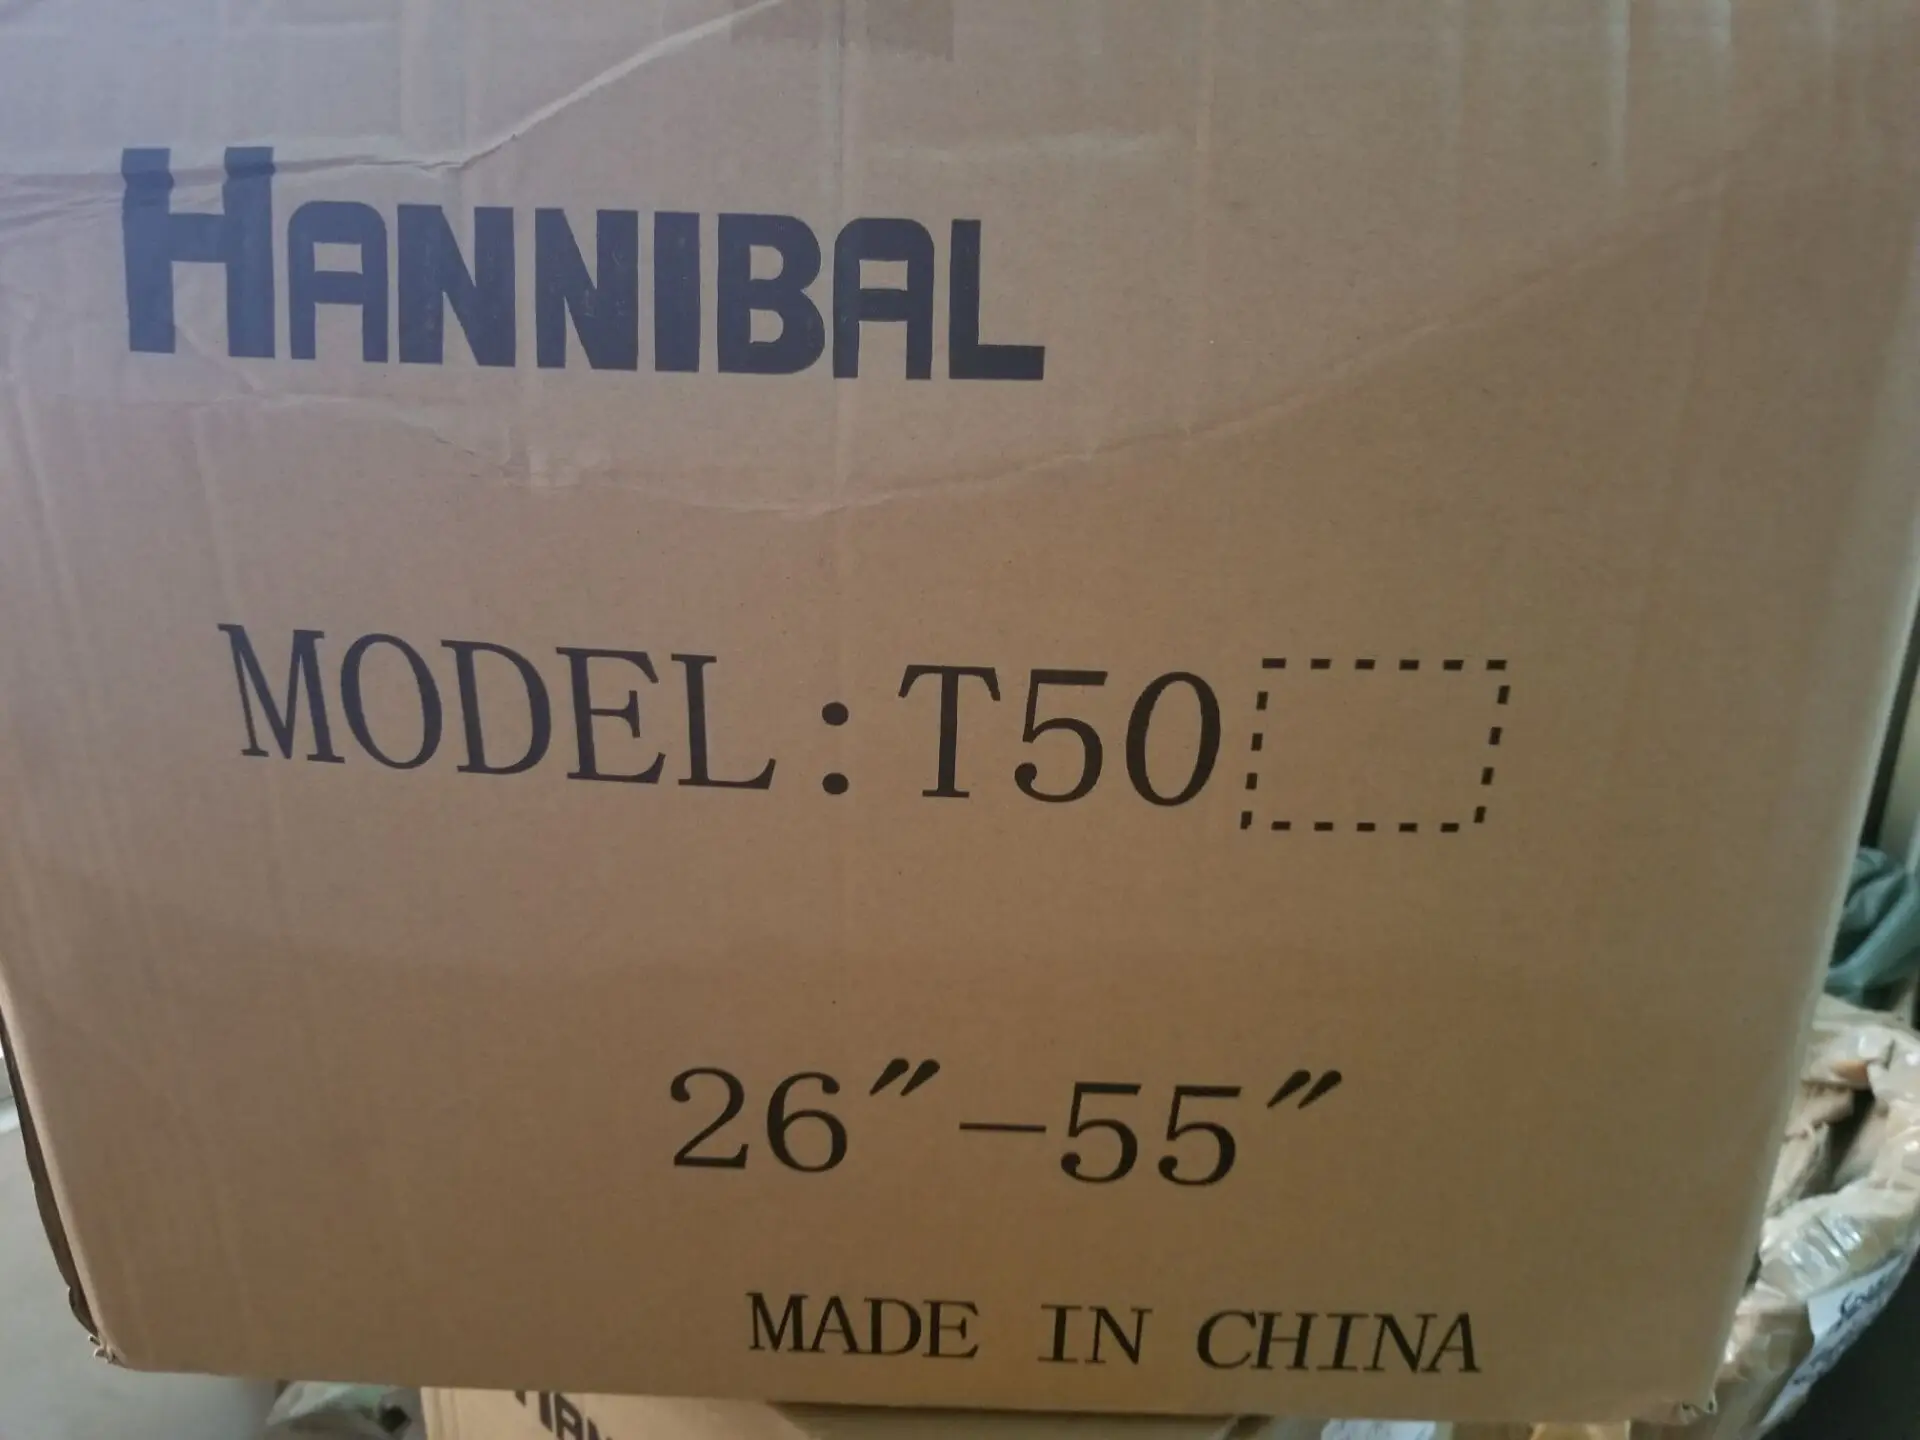 HANNIBAL
MODEL:T50
26"-55"
MADE IN CHINA